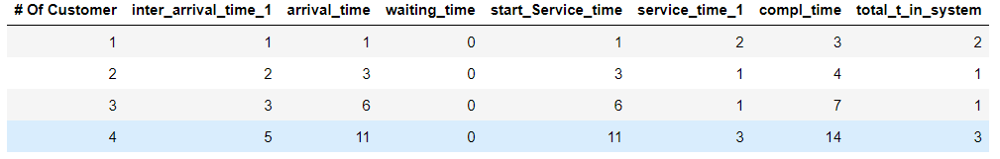 # Of Customer inter_arrival_time_1 arrival_time waiting_time start_Service_time service_time_1 compl_time total_t_in_system
1 1 1 0 1 2 3 2
2 2 3 0 3 1 4 1
3 3 6 0 6 1 7 1
4 5 11 0 11 3 14 3